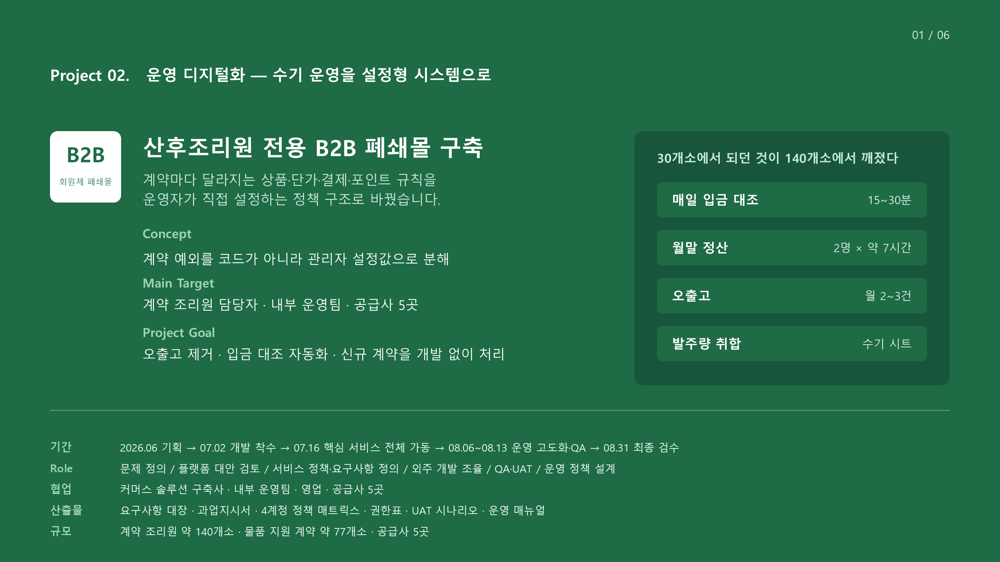 01 / 06
Project 02. 운영 디지털화 — 수기 운영을 설정형 시스템으로
B2B
회원제 폐쇄몰
산후조리원 전용 B2B 폐쇄몰 구축
계약마다 달라지는 상품·단가·결제·포인트 규칙을
운영자가 직접 설정하는 정책 구조로 바꿨습니다.
Concept
계약 예외를 코드가 아니라 관리자 설정값으로 분해
Main Target
계약 조리원 담당자 · 내부 운영팀 · 공급사 5곳
Project Goal
오출고 제거 · 입금 대조 자동화 · 신규 계약을 개발 없이 처리
30개소에서 되던 것이 140개소에서 깨졌다
매일 입금 대조 15~30분
월말 정산 2명 × 약 7시간
오출고 월 2~3건
발주량 취합 수기 시트
기간 2026.06 기획 → 07.02 개발 착수 → 07.16 핵심 서비스 전체 가동 → 08.06~08.13 운영 고도화·QA → 08.31 최종 검수
Role 문제 정의 / 플랫폼 대안 검토 / 서비스 정책·요구사항 정의 / 외주 개발 조율 / QA·UAT / 운영 정책 설계
협업 커머스 솔루션 구축사 · 내부 운영팀 · 영업 · 공급사 5곳
산출물 요구사항 대장 · 과업지시서 · 4계정 정책 매트릭스 · 권한표 · UAT 시나리오 · 운영 매뉴얼
규모 계약 조리원 약 140개소 · 물품 지원 계약 약 77개소 · 공급사 5곳